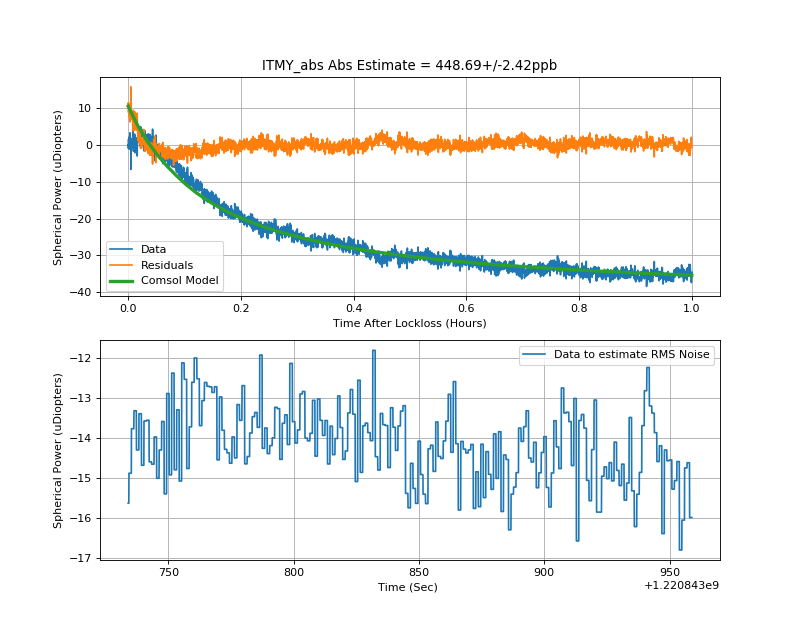 ITMY_abs Abs Estimate = 448.69+/-2.42ppb
Spherical Power (uDiopters)
10
0
−10
−20
−30
−40
Data
Residuals
Comsol Model
0.0 0.2 0.4 0.6 0.8 1.0
Time After Lockloss (Hours)
Spherical Power (uDiopters)
−12
−13
−14
−15
−16
−17
Data to estimate RMS Noise
750 800 850 900 950
+1.220843e9
Time (Sec)